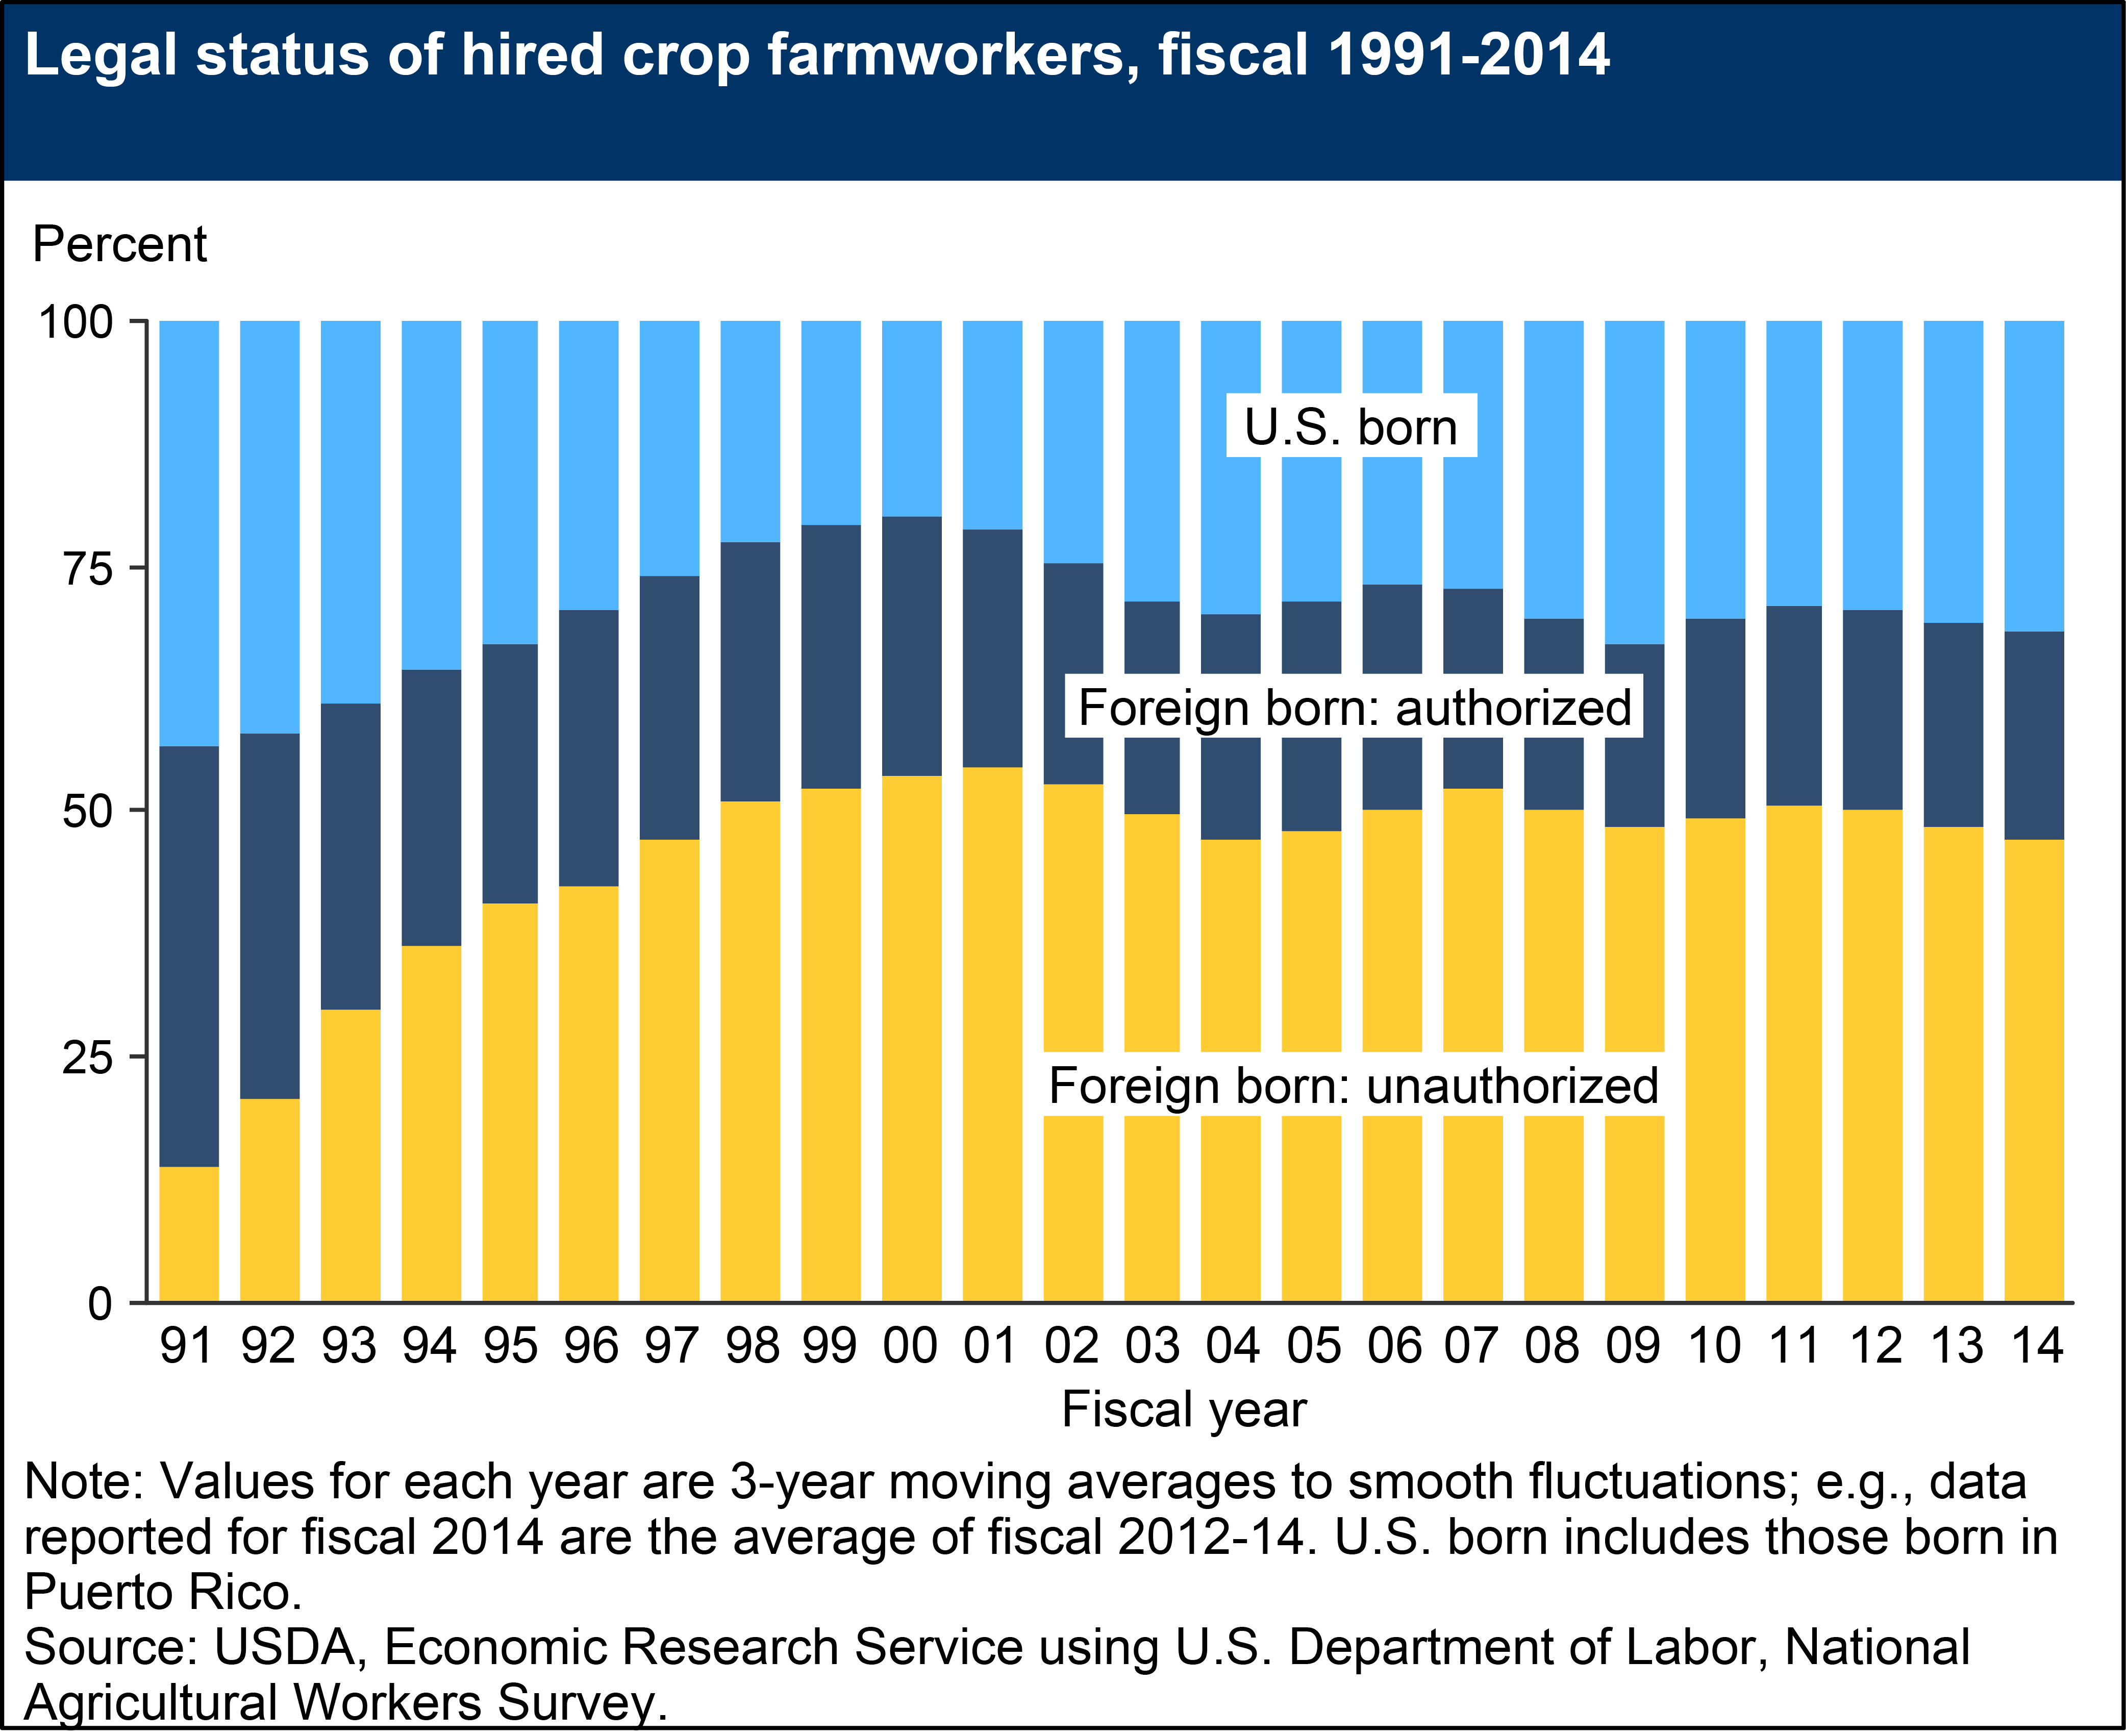 Legal status of hired crop farmworkers, fiscal 1991-2014
Percent
100
75
50
25
0
U.S. born
Foreign born: authorized
Foreign born: unauthorized
91 92 93 94 95 96 97 98 99 00 01 02 03 04 05 06 07 08 09 10 11 12 13 14
Fiscal year
Note: Values for each year are 3-year moving averages to smooth fluctuations; e.g., data
reported for fiscal 2014 are the average of fiscal 2012-14. U.S. born includes those born in
Puerto Rico.
Source: USDA, Economic Research Service using U.S. Department of Labor, National
Agricultural Workers Survey.